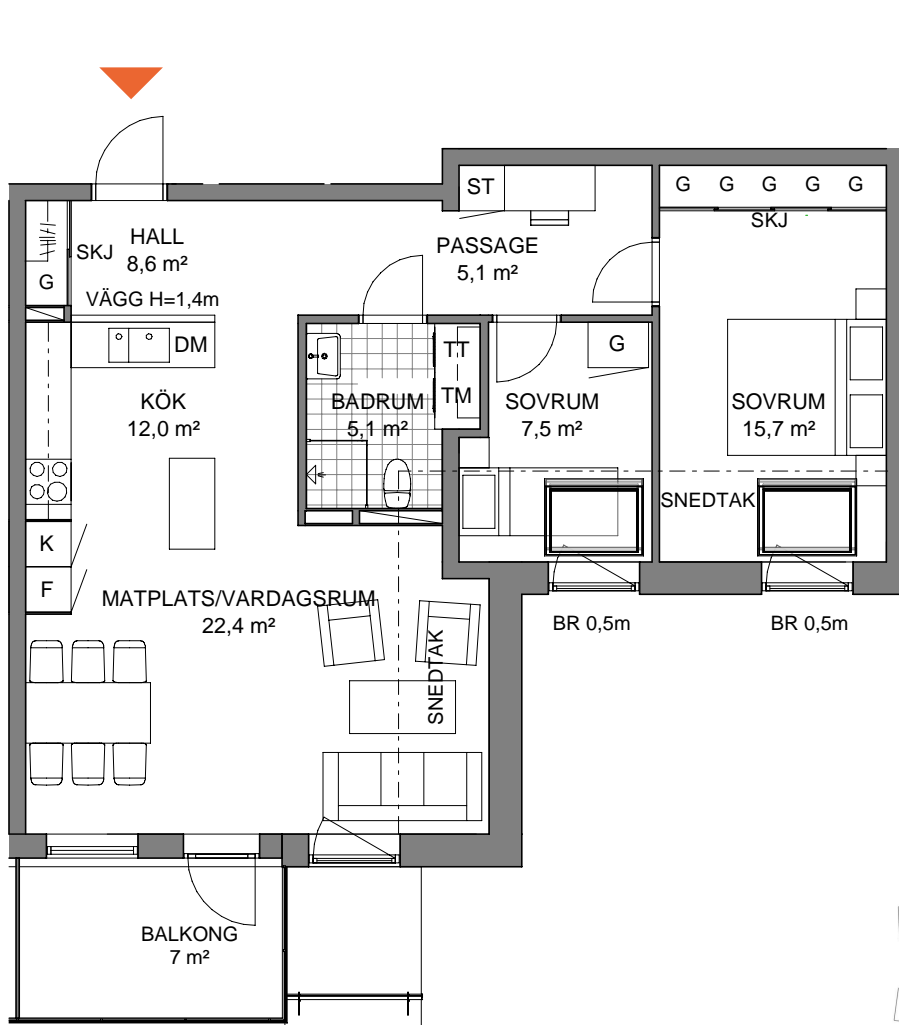 ST
G G G G G
SKJ
HALL
8,6 m²
SKJ
G
VÄGG H=1,4m
PASSAGE
5,1 m²
DM
TT
TM
G
KÖK
12,0 m²
BADRUM
5,1 m²
SOVRUM
7,5 m²
SOVRUM
15,7 m²
SNEDTAK
K
F
MATPLATS/VARDAGSRUM
22,4 m²
SNEDTAK
BR 0,5m
BR 0,5m
BALKONG
7 m²